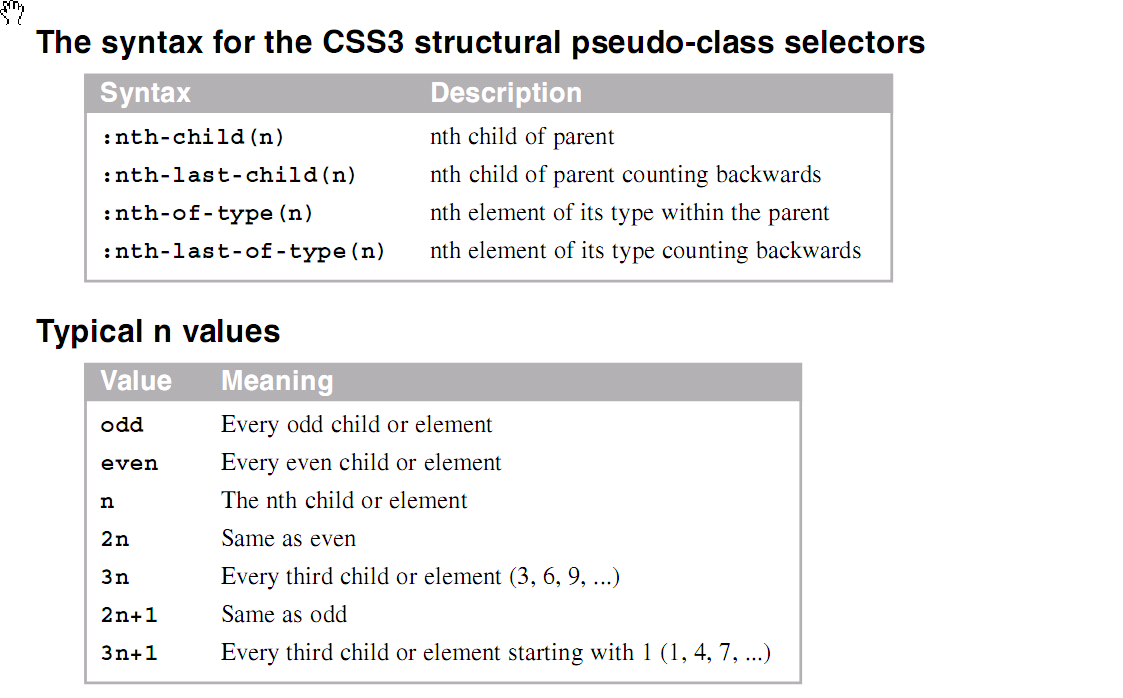 The syntax for the CSS3 structural pseudo-class selectors
Syntax Description
:nth-child(n) nth child of parent
:nth-last-child(n) nth child of parent counting backwards
:nth-of-type(n) nth element of its type within the parent
:nth-last-of-type(n) nth element of its type counting backwards
Typical n values
Value Meaning
odd Every odd child or element
even Every even child or element
n The nth child or element
2n Same as even
3n Every third child or element (3, 6, 9, ...)
2n+1 Same as odd
3n+1 Every third child or element starting with 1 (1, 4, 7, ...)